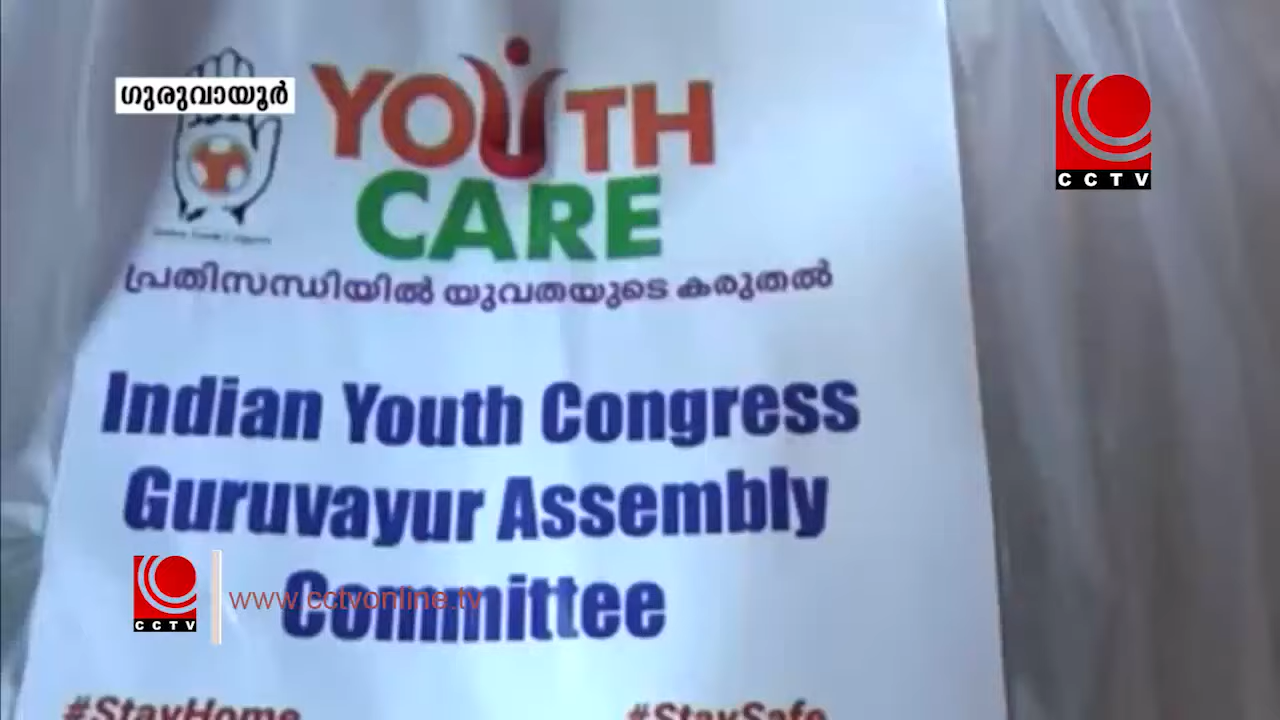 ഗുരുവായൂർ
YOUTH
CARE
പ്രതിസന്ധിയിൽ യുവതയുടെ കരുതൽ
Indian Youth Congress
Guruvayur Assembly
Committee
#StayHome #StaySafe
CCTV
CCTV
www.cctvonline.tv